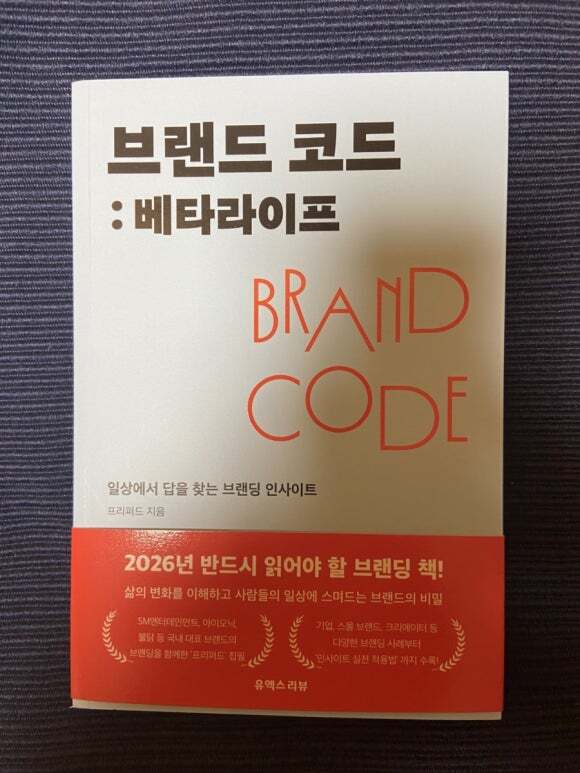 브랜드 코드
: 베타라이프
BRAND
CODE
일상에서 답을 찾는 브랜딩 인사이트
프리퍼드 지음
2026년 반드시 읽어야 할 브랜딩 책!
삶의 변화를 이해하고 사람들의 일상에 스며드는 브랜드의 비밀
SM엔터테인먼트, 아이오닉,
불닭 등 국내 대표 브랜드의
브랜딩을 함께한 '프리퍼드' 집필
기업, 스몰 브랜드, 크리에이터 등
다양한 브랜딩 사례부터
'인사이트 실전 적용법' 까지 수록!
유엑스리뷰